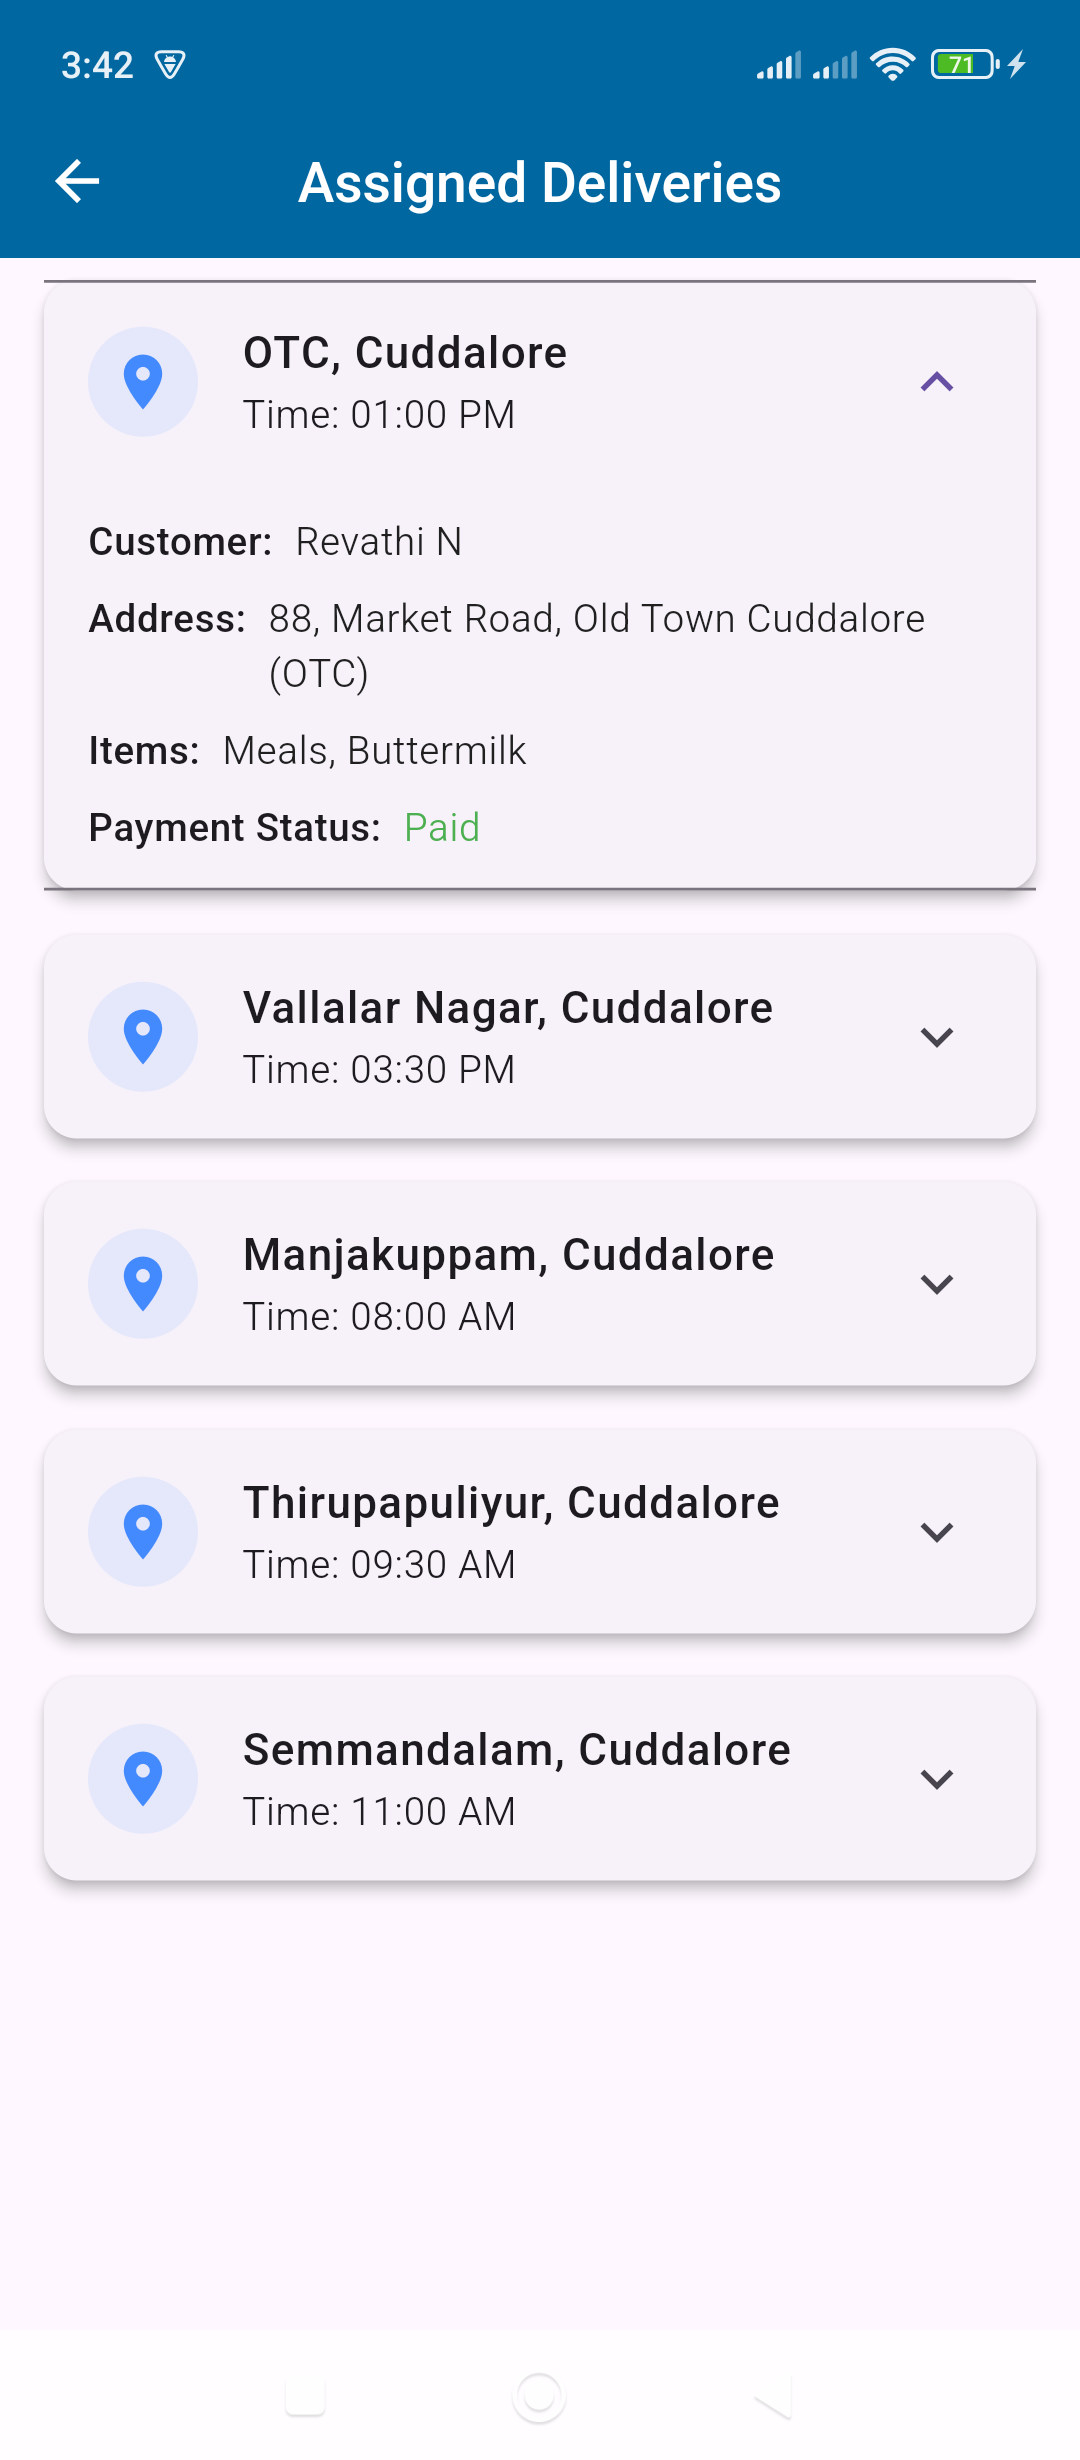 3:42
71
Assigned Deliveries
OTC, Cuddalore
Time: 01:00 PM
Customer: Revathi N
Address: 88, Market Road, Old Town Cuddalore
(OTC)
Items: Meals, Buttermilk
Payment Status: Paid
Vallalar Nagar, Cuddalore
Time: 03:30 PM
Manjakuppam, Cuddalore
Time: 08:00 AM
Thirupapuliyur, Cuddalore
Time: 09:30 AM
Semmandalam, Cuddalore
Time: 11:00 AM